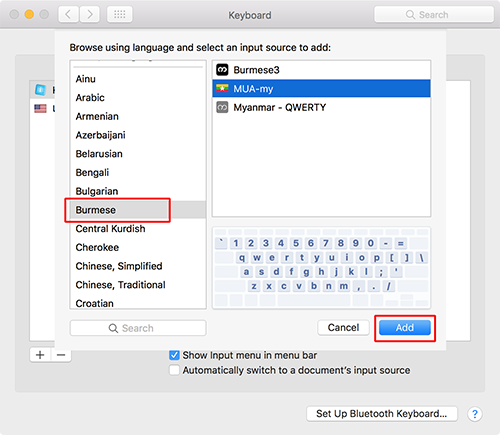 Keyboard
Search
Browse using language and select an input source to add:
Ainu
Arabic
Armenian
Azerbaijani
Belarusian
Bengali
Bulgarian
Burmese
Central Kurdish
Cherokee
Chinese, Simplified
Chinese, Traditional
Croatian
Burmese3
MUA-my
Myanmar - QWERTY
` 1 2 3 4 5 6 7 8 9 0 - =
q w e r t y u i o p [ ] \
a s d f g h j k l ; '
z x c v b n m , . /
Search
Cancel
Add
+ −
Show Input menu in menu bar
Automatically switch to a document's input source
Set Up Bluetooth Keyboard...
?